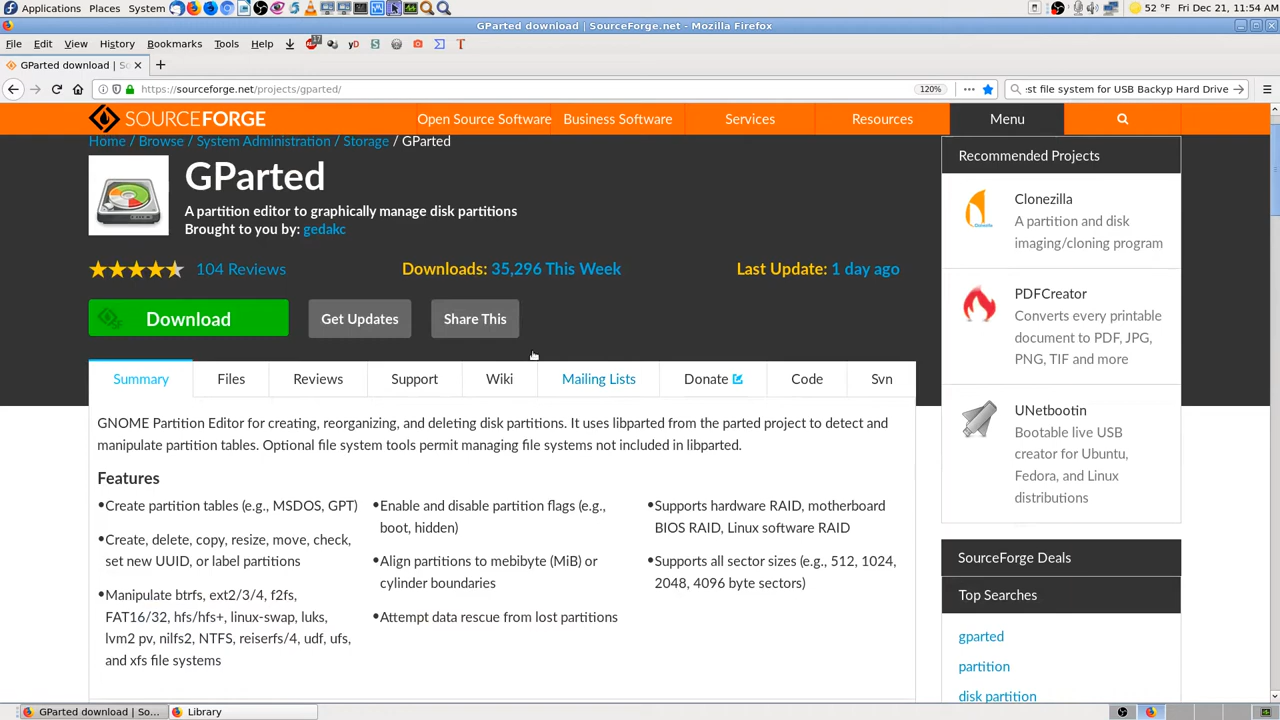 Applications Places System 52 °F Fri Dec 21, 11:54 AM
GParted download | SourceForge.net - Mozilla Firefox
File Edit View History Bookmarks Tools Help 17 yD S Σ T
GParted download | So × +
https://sourceforge.net/projects/gparted/ 120% ••• :st file system for USB Backyp Hard Drive
SOURCEFORGE Open Source Software Business Software Services Resources Menu
Home / Browse / System Administration / Storage / GParted
GParted
A partition editor to graphically manage disk partitions
Brought to you by: gedakc
104 Reviews Downloads: 35,296 This Week Last Update: 1 day ago
Download Get Updates Share This
Summary Files Reviews Support Wiki Mailing Lists Donate Code Svn
GNOME Partition Editor for creating, reorganizing, and deleting disk partitions. It uses libparted from the parted project to detect and
manipulate partition tables. Optional file system tools permit managing file systems not included in libparted.
Features
•Create partition tables (e.g., MSDOS, GPT)
•Create, delete, copy, resize, move, check,
set new UUID, or label partitions
•Manipulate btrfs, ext2/3/4, f2fs,
FAT16/32, hfs/hfs+, linux-swap, luks,
lvm2 pv, nilfs2, NTFS, reiserfs/4, udf, ufs,
and xfs file systems
•Enable and disable partition flags (e.g.,
boot, hidden)
•Align partitions to mebibyte (MiB) or
cylinder boundaries
•Attempt data rescue from lost partitions
•Supports hardware RAID, motherboard
BIOS RAID, Linux software RAID
•Supports all sector sizes (e.g., 512, 1024,
2048, 4096 byte sectors)
Recommended Projects
Clonezilla
A partition and disk
imaging/cloning program
PDFCreator
Converts every printable
document to PDF, JPG,
PNG, TIF and more
UNetbootin
Bootable live USB
creator for Ubuntu,
Fedora, and Linux
distributions
SourceForge Deals
Top Searches
gparted
partition
disk partition
GParted download | So... Library